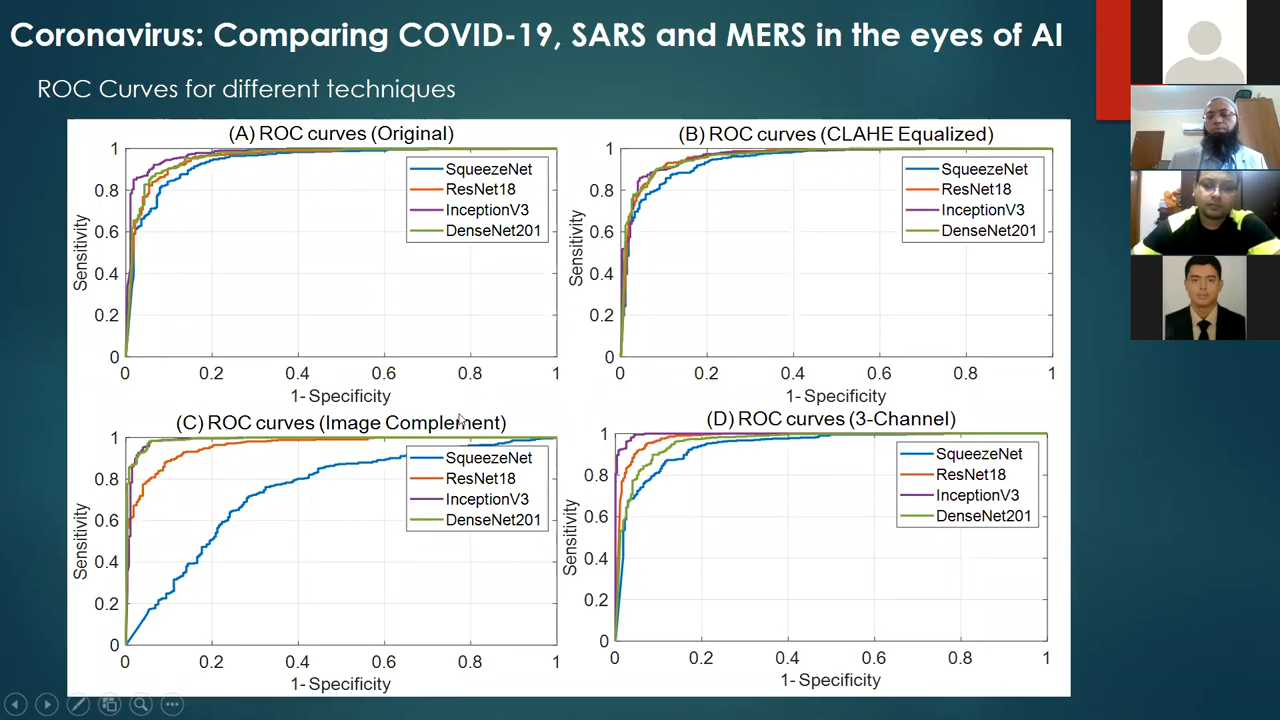 Coronavirus: Comparing COVID-19, SARS and MERS in the eyes of AI
ROC Curves for different techniques
(A) ROC curves (Original)
1
0.8
0.6
0.4
0.2
0
Sensitivity
SqueezeNet
ResNet18
InceptionV3
DenseNet201
0 0.2 0.4 0.6 0.8 1
1- Specificity
(B) ROC curves (CLAHE Equalized)
1
0.8
0.6
0.4
0.2
0
Sensitivity
SqueezeNet
ResNet18
InceptionV3
DenseNet201
0 0.2 0.4 0.6 0.8 1
1- Specificity
(C) ROC curves (Image Complement)
1
0.8
0.6
0.4
0.2
0
Sensitivity
SqueezeNet
ResNet18
InceptionV3
DenseNet201
0 0.2 0.4 0.6 0.8 1
1- Specificity
(D) ROC curves (3-Channel)
1
0.8
0.6
0.4
0.2
0
Sensitivity
SqueezeNet
ResNet18
InceptionV3
DenseNet201
0 0.2 0.4 0.6 0.8 1
1- Specificity